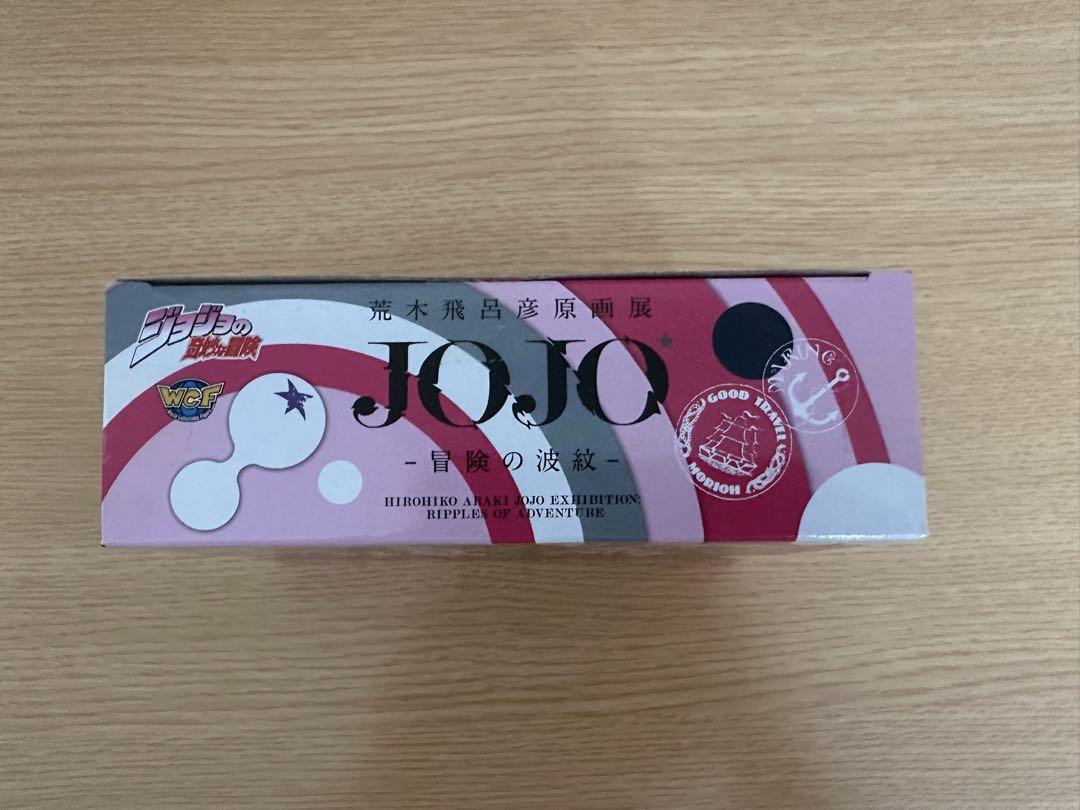 ジョジョの
奇妙な冒険
WCF
荒木飛呂彦原画展
JOJO
-冒険の波紋-
HIROHIKO ARAKI JOJO EXHIBITION:
RIPPLES OF ADVENTURE
GOOD TRAVEL
MORIOH
MARING